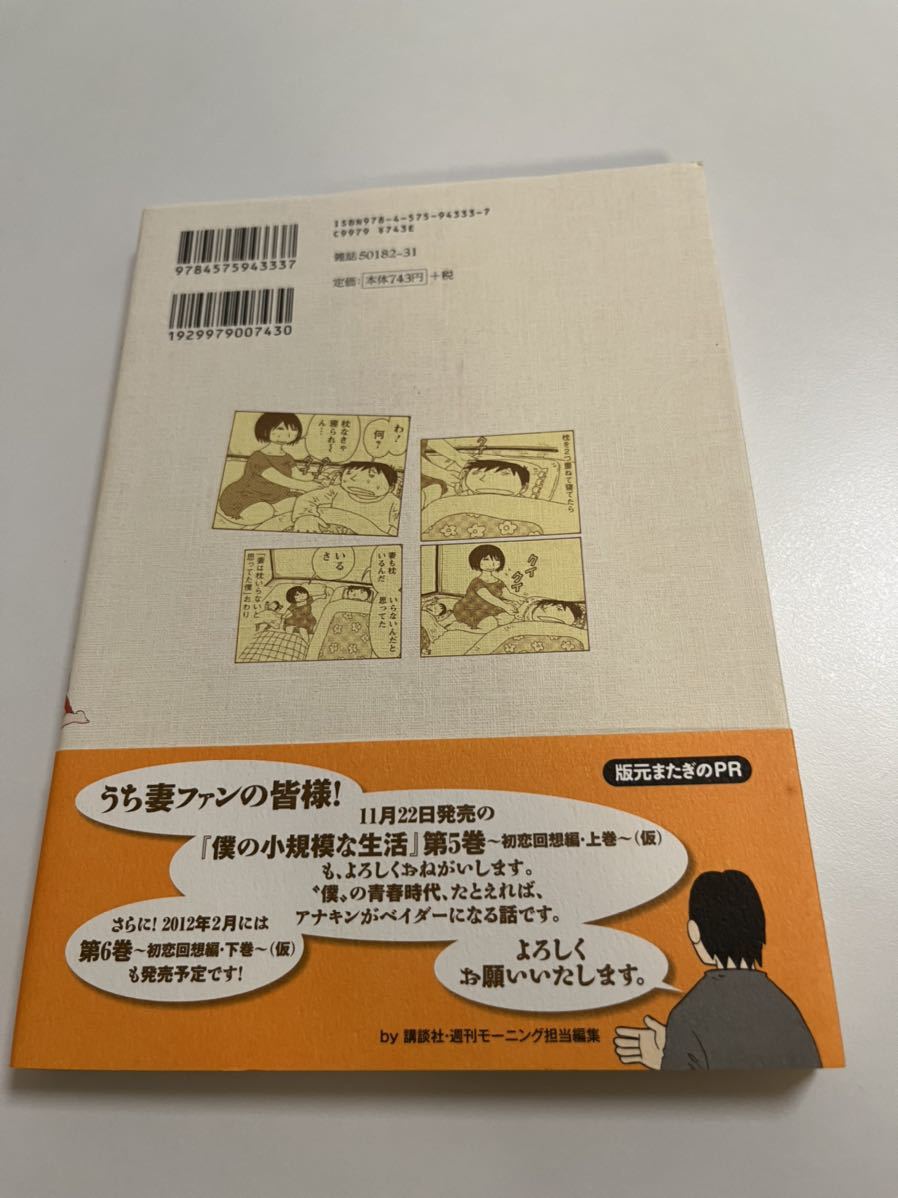 ISBN978-4-575-94333-7
C9979 ¥743E
雑誌 50182-31
定価：本体743円＋税
9784575943337
1929979007430
枕を2つ重ねて寝てたら
クイ
わ！
何？
枕なきゃ
寝られ〜
ん…
クイ
クイ
妻も枕
いるんだ
いらないんだと
思ってた
いる
さ
「妻は枕いらないと
思ってた僕」おわり
版元またぎのPR
うち妻ファンの皆様！
11月22日発売の
『僕の小規模な生活』第5巻〜初恋回想編・上巻〜（仮）
も、よろしくおねがいします。
〝僕〟の青春時代、たとえれば、
アナキンがベイダーになる話です。
さらに！2012年2月には
第6巻〜初恋回想編・下巻〜（仮）
も発売予定です！
よろしく
お願いいたします。
by 講談社・週刊モーニング担当編集